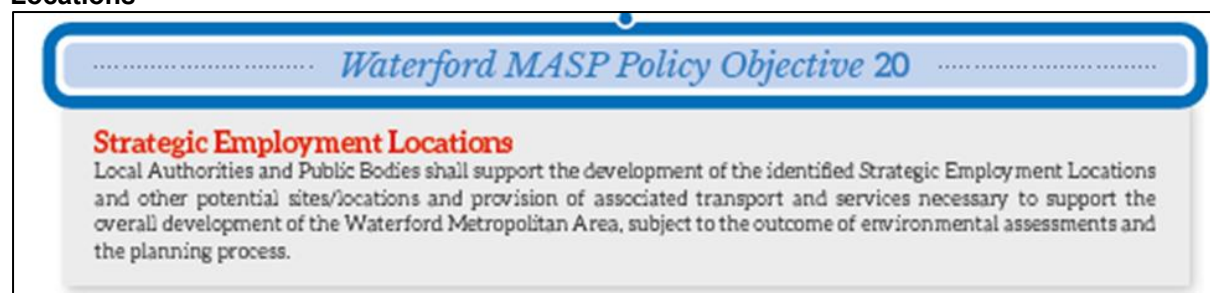 Locations
Waterford MASP Policy Objective 20
Strategic Employment Locations
Local Authorities and Public Bodies shall support the development of the identified Strategic Employment Locations
and other potential sites/locations and provision of associated transport and services necessary to support the
overall development of the Waterford Metropolitan Area, subject to the outcome of environmental assessments and
the planning process.